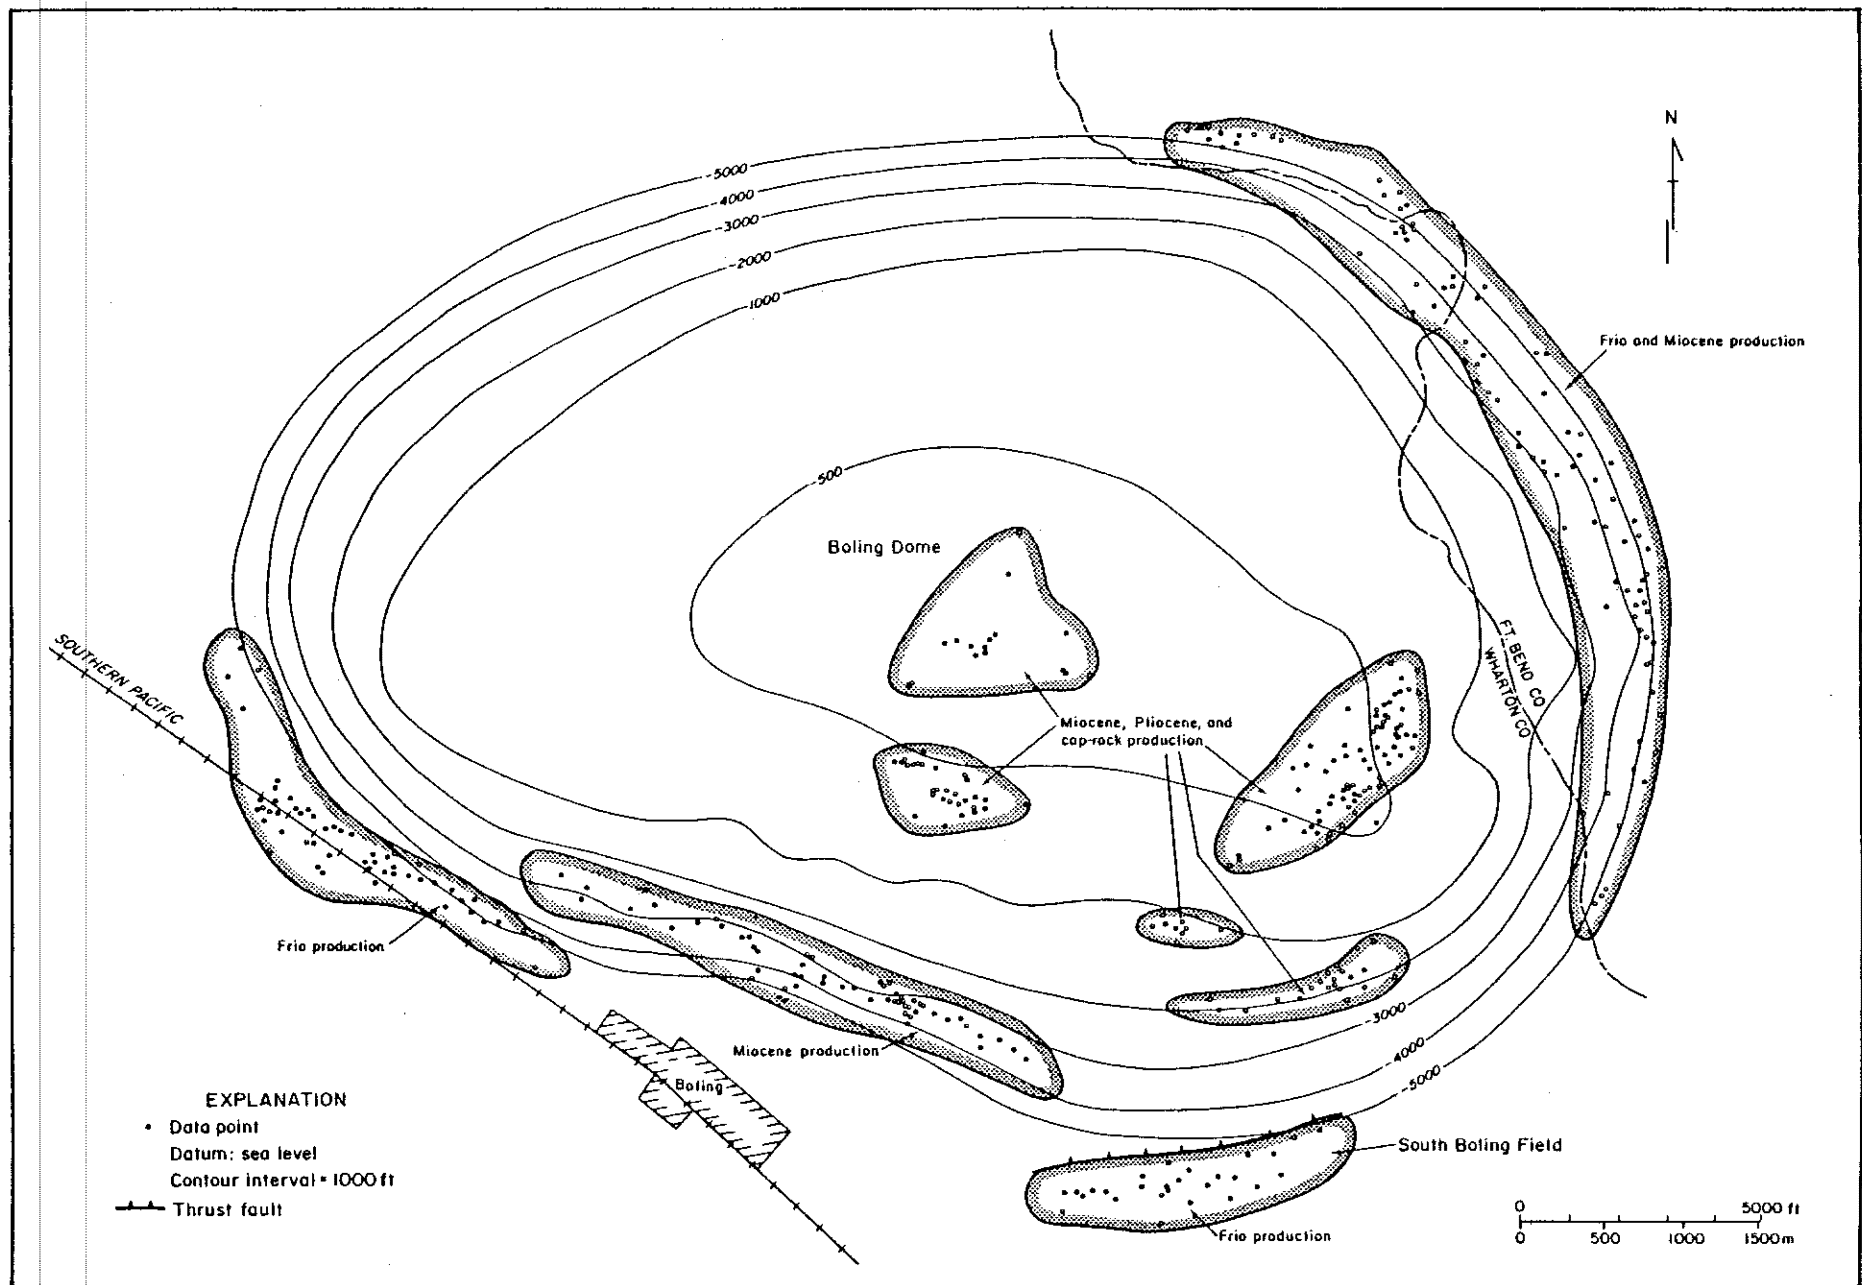 N
-5000
-4000
-3000
-2000
-1000
-500
Frio and Miocene production
Boling Dome
SOUTHERN PACIFIC
FT. BEND CO
WHARTON CO
Miocene, Pliocene, and
cap-rock production
Frio production
Miocene production
-3000
-4000
-5000
Boling
South Boling Field
Frio production
EXPLANATION
Data point
Datum: sea level
Contour interval = 1000 ft
Thrust fault
0 5000 ft
0 500 1000 1500m